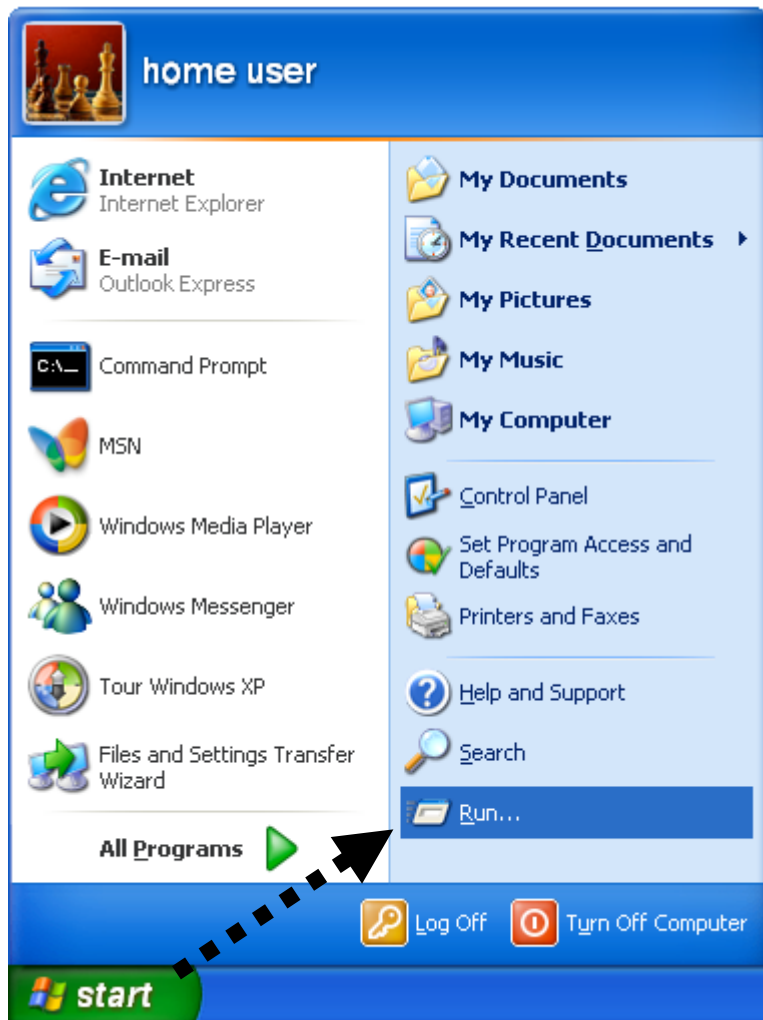 home user
Internet
Internet Explorer
E-mail
Outlook Express
C:\_
Command Prompt
MSN
Windows Media Player
Windows Messenger
Tour Windows XP
Files and Settings Transfer
Wizard
All Programs
My Documents
My Recent Documents
My Pictures
My Music
My Computer
Control Panel
Set Program Access and
Defaults
Printers and Faxes
Help and Support
Search
Run...
Log Off
Turn Off Computer
start